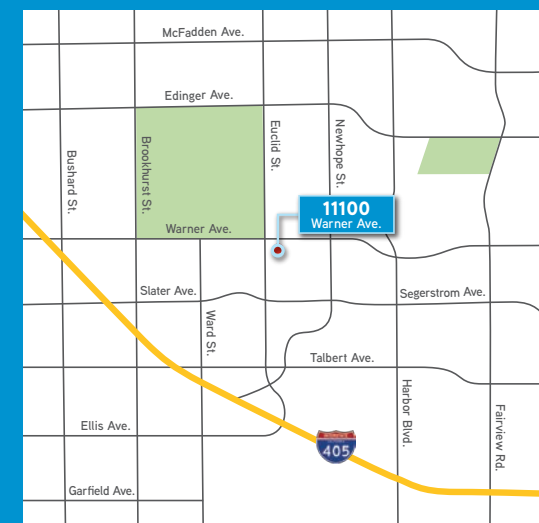 McFadden Ave.
Edinger Ave.
Bushard St.
Brookhurst St.
Euclid St.
Newhope St.
11100
Warner Ave.
Warner Ave.
Slater Ave.
Segerstrom Ave.
Ward St.
Talbert Ave.
Harbor Blvd.
Fairview Rd.
Ellis Ave.
405
Garfield Ave.